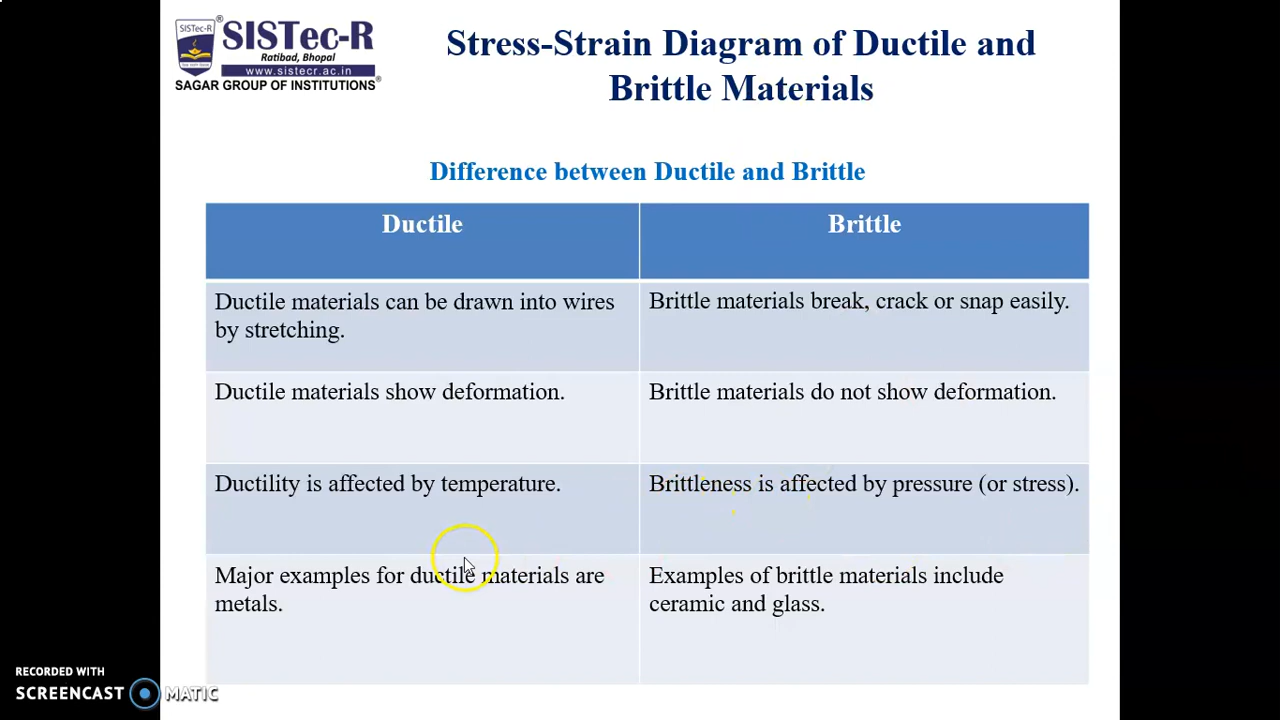 SISTec-R
SISTec-R
Ratibad, Bhopal
www.sistecr.ac.in
SAGAR GROUP OF INSTITUTIONS®
Stress-Strain Diagram of Ductile and
Brittle Materials
Difference between Ductile and Brittle
Ductile
Brittle
Ductile materials can be drawn into wires
by stretching.
Brittle materials break, crack or snap easily.
Ductile materials show deformation.
Brittle materials do not show deformation.
Ductility is affected by temperature.
Brittleness is affected by pressure (or stress).
Major examples for ductile materials are
metals.
Examples of brittle materials include
ceramic and glass.
RECORDED WITH
SCREENCAST MATIC